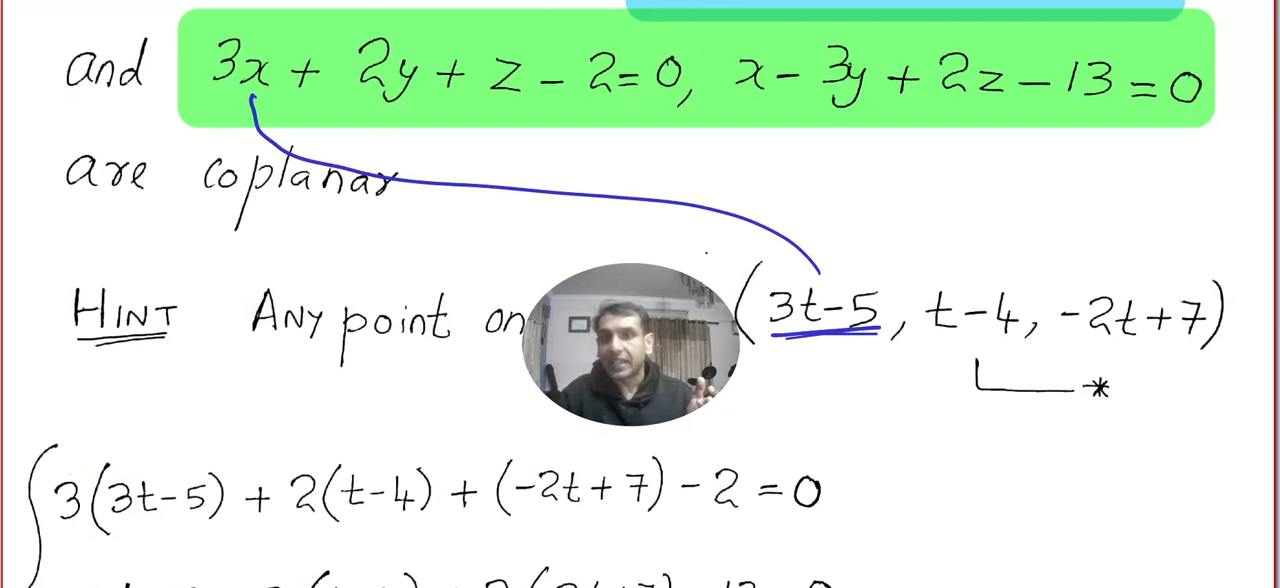 and 3x + 2y + z - 2 = 0, x - 3y + 2z - 13 = 0
are coplanar
HINT ANY point on (3t-5, t-4, -2t+7)
*
3(3t-5) + 2(t-4) + (-2t+7) - 2 = 0